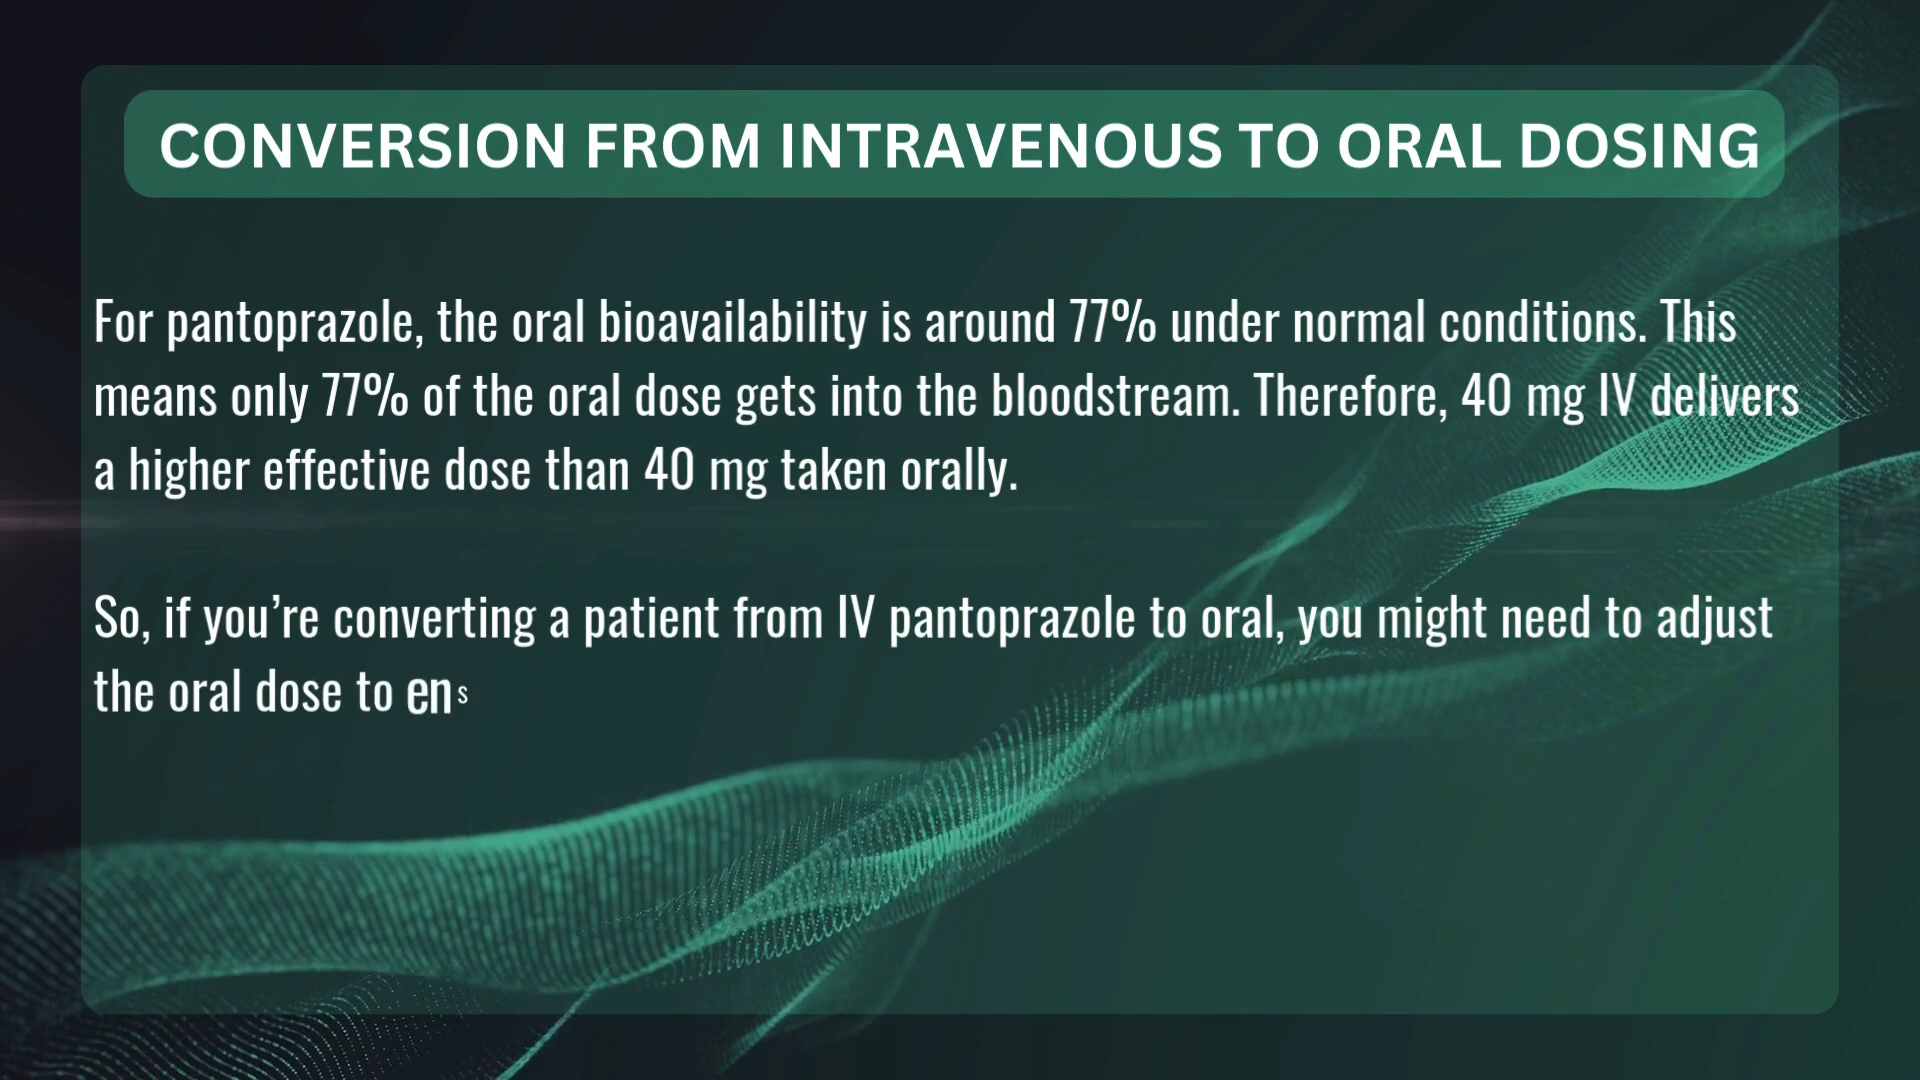 CONVERSION FROM INTRAVENOUS TO ORAL DOSING
For pantoprazole, the oral bioavailability is around 77% under normal conditions. This
means only 77% of the oral dose gets into the bloodstream. Therefore, 40 mg IV delivers
a higher effective dose than 40 mg taken orally.
So, if you’re converting a patient from IV pantoprazole to oral, you might need to adjust
the oral dose to ens